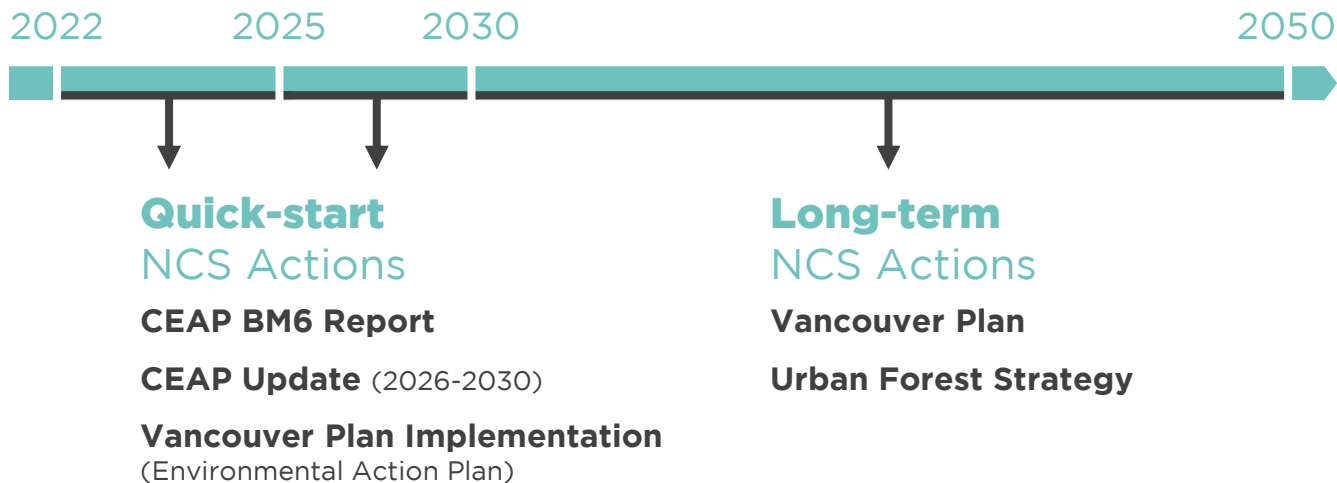 2022 2025 2030 2050
Quick-start
NCS Actions
CEAP BM6 Report
CEAP Update (2026-2030)
Vancouver Plan Implementation
(Environmental Action Plan)
Long-term
NCS Actions
Vancouver Plan
Urban Forest Strategy